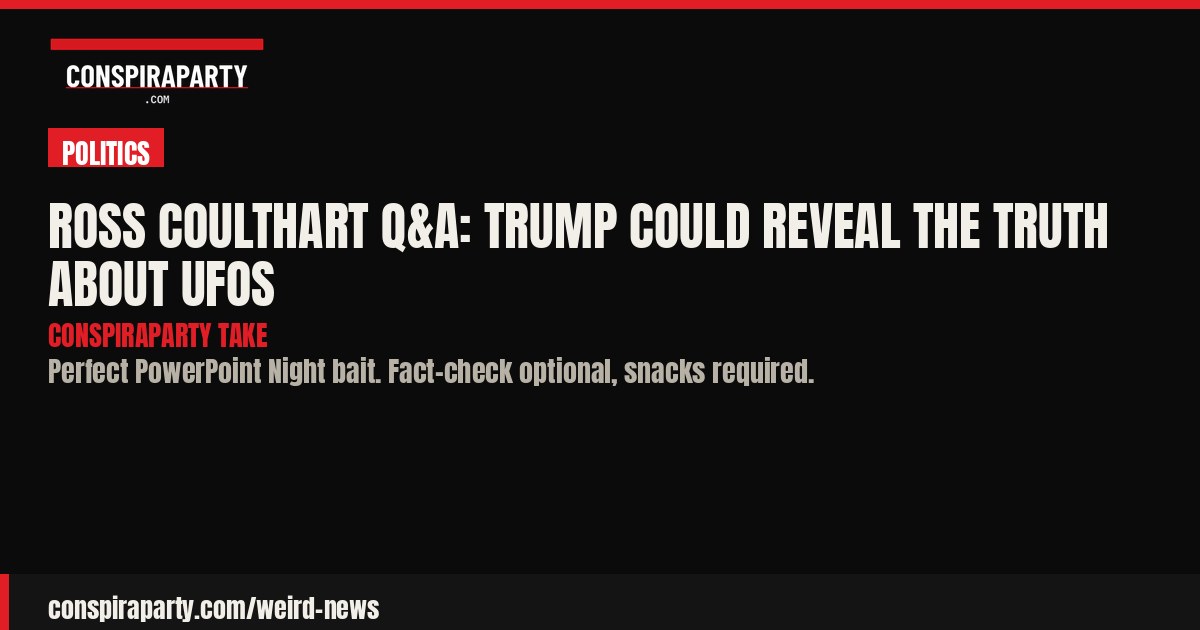 CONSPIRAPARTY
.COM
POLITICS
ROSS COULTHART Q&A: TRUMP COULD REVEAL THE TRUTH
ABOUT UFOS
CONSPIRAPARTY TAKE
Perfect PowerPoint Night bait. Fact-check optional, snacks required.
conspiraparty.com/weird-news